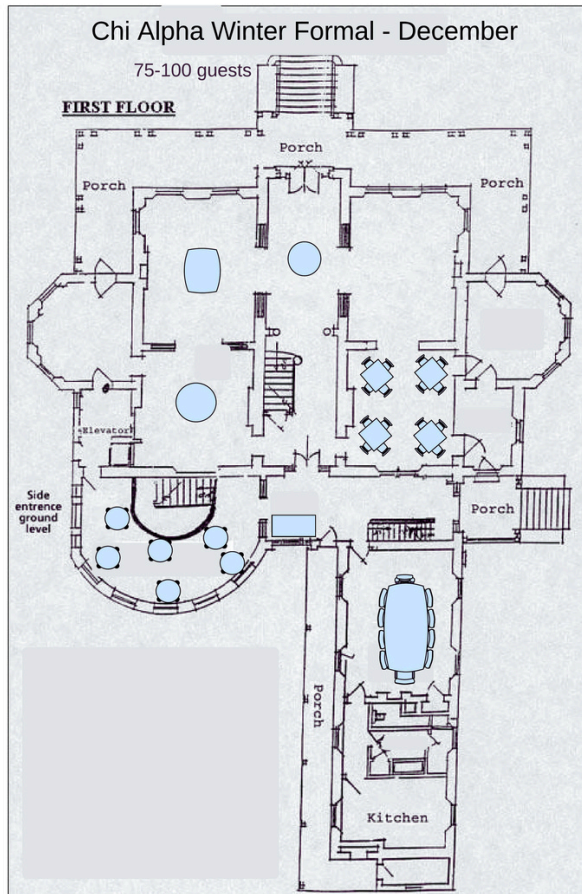 Chi Alpha Winter Formal - December
75-100 guests
FIRST FLOOR
Porch
Porch
Porch
Elevator
Side
entrance
ground
level
Porch
Porch
Kitchen